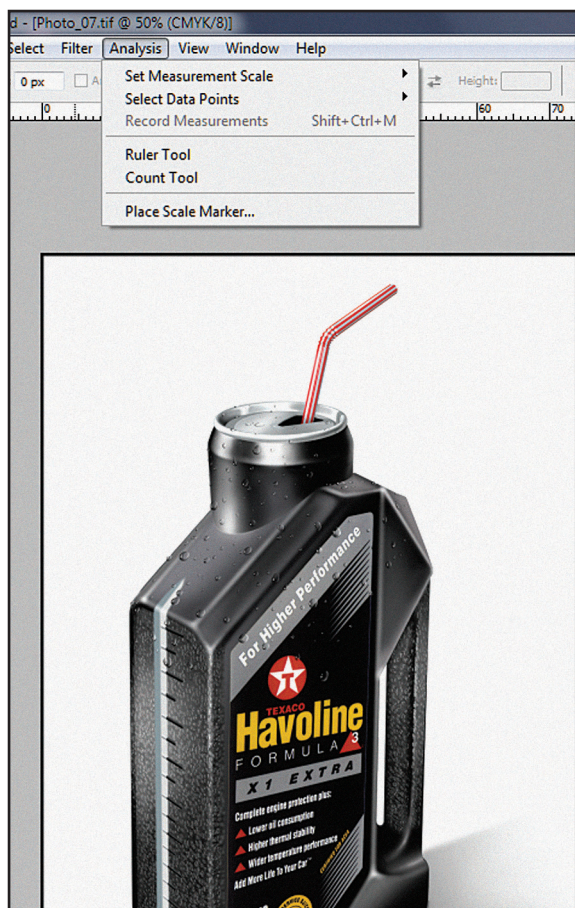 d - [Photo_07.tif @ 50% (CMYK/8)]
Select Filter Analysis View Window Help
0 px Height:
Set Measurement Scale
Select Data Points
Record Measurements Shift+Ctrl+M
Ruler Tool
Count Tool
Place Scale Marker...
0 60 70
For Higher Performance
TEXACO
Havoline
FORMULA 3
X1 EXTRA
Complete engine protection plus:
Lower oil consumption
Higher thermal stability
Wider temperature performance
Add More Life To Your Car™